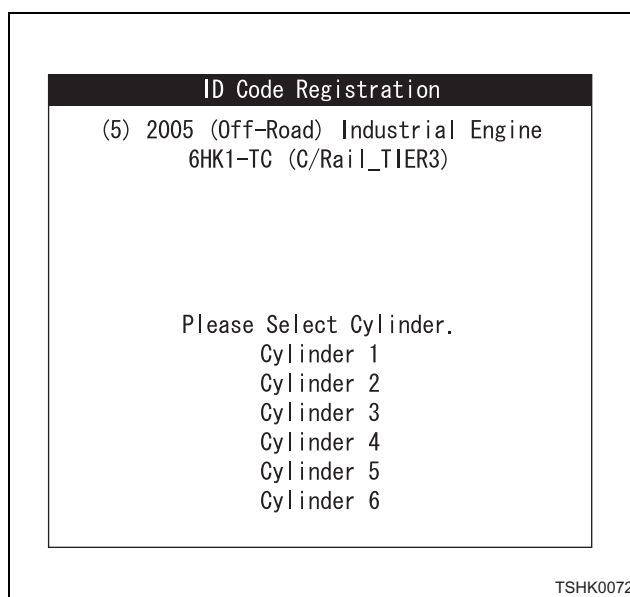 ID Code Registration
(5) 2005 (Off-Road) Industrial Engine
6HK1-TC (C/Rail_TIER3)
Please Select Cylinder.
Cylinder 1
Cylinder 2
Cylinder 3
Cylinder 4
Cylinder 5
Cylinder 6
TSHK0072